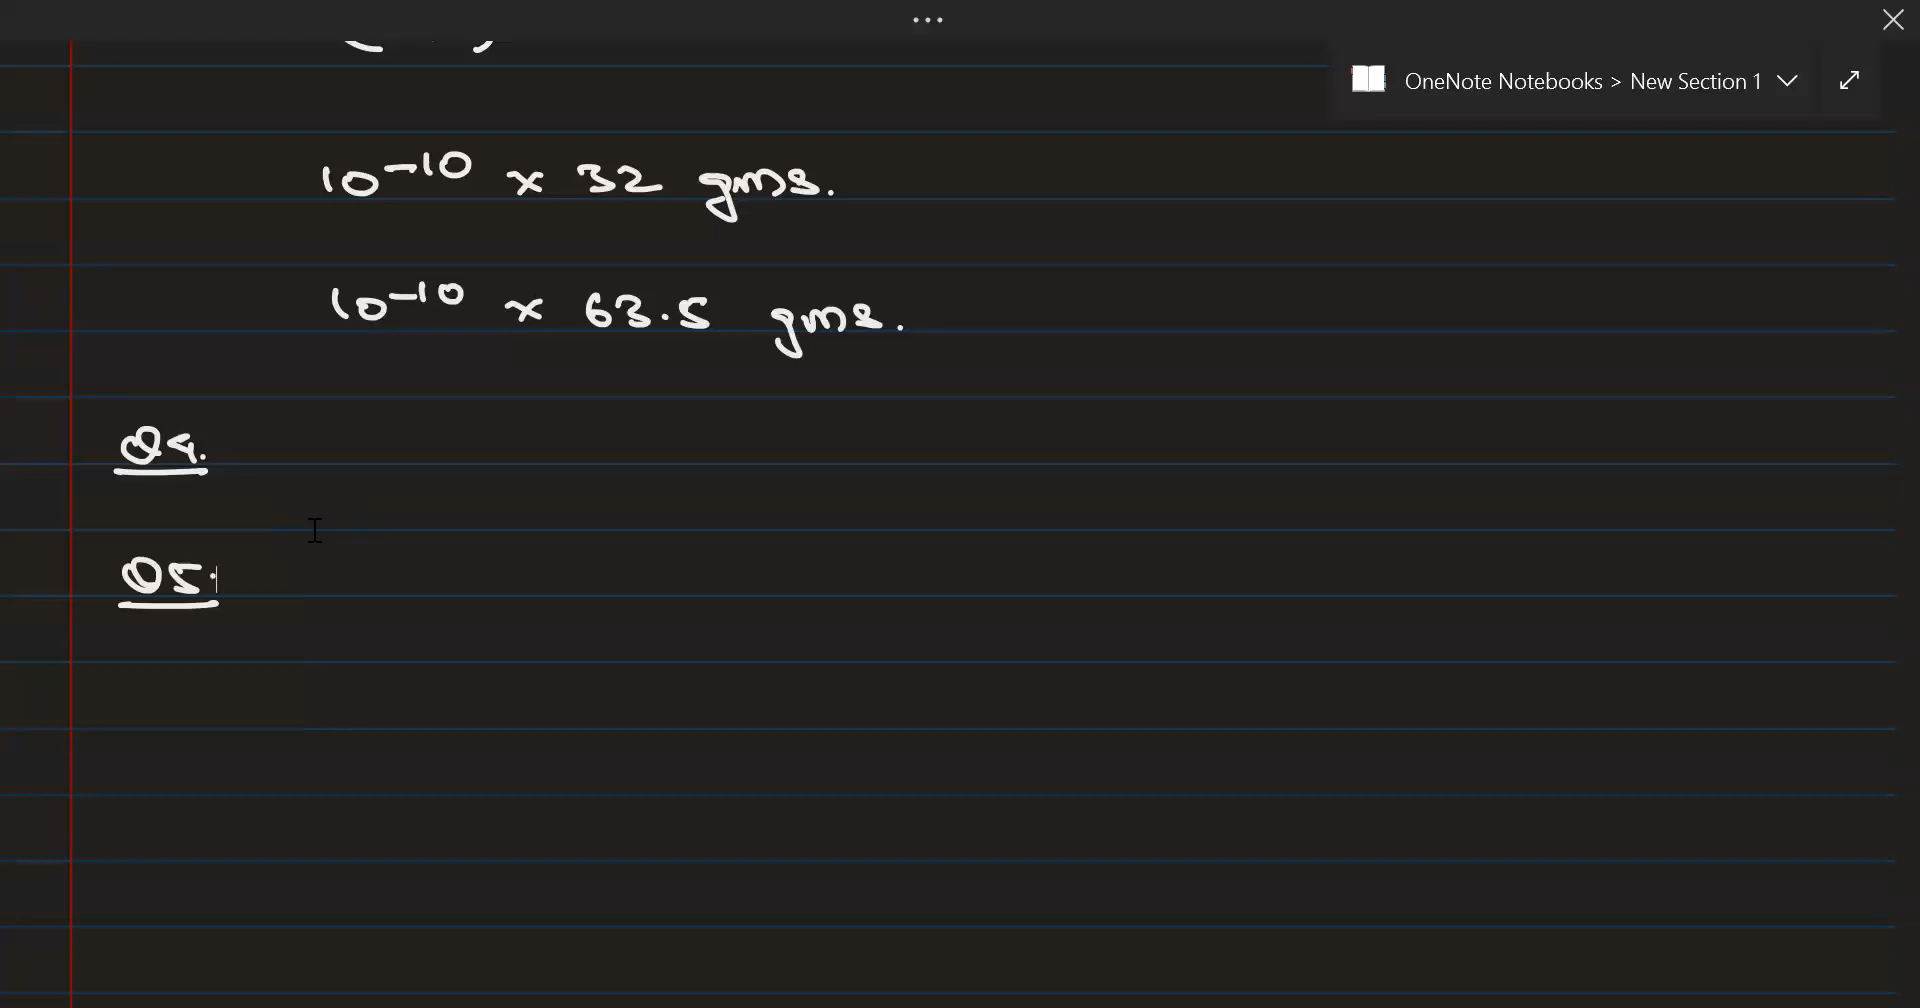 OneNote Notebooks > New Section 1
10⁻¹⁰ × 32 gms.
10⁻¹⁰ × 63.5 gms.
Q4.
Q5.